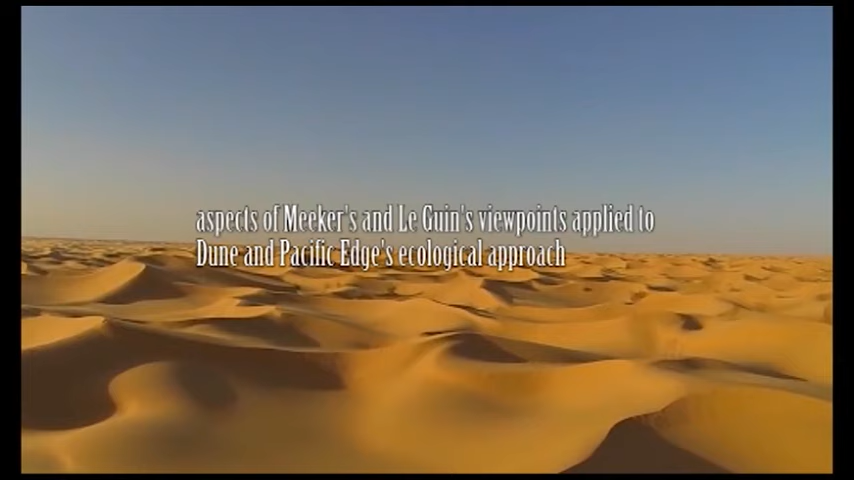 aspects of Meeker's and Le Guin's viewpoints applied to
Dune and Pacific Edge's ecological approach